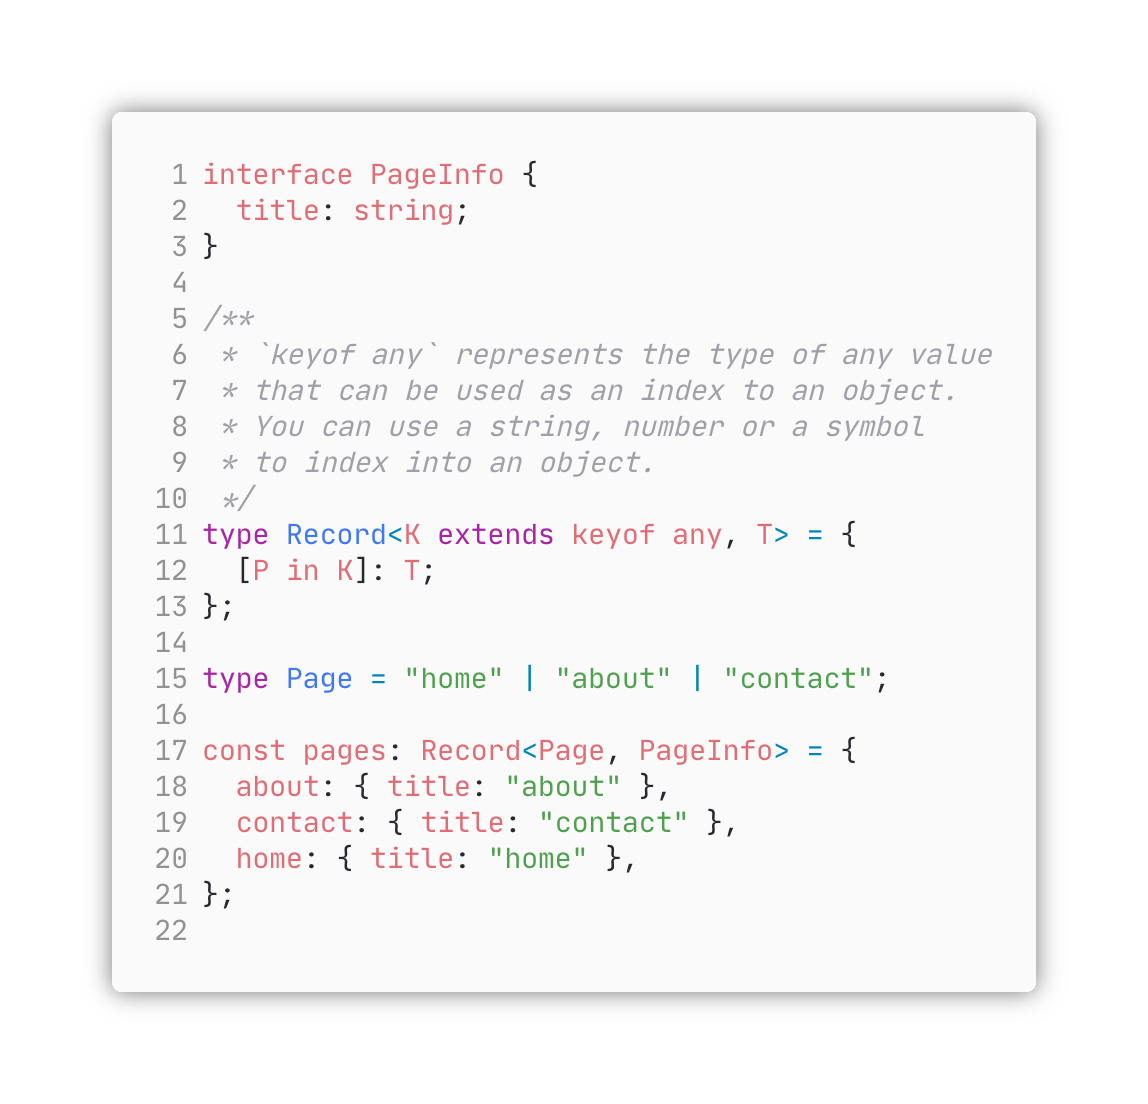 1 interface PageInfo {
2   title: string;
3 }
4
5 /**
6  * `keyof any` represents the type of any value
7  * that can be used as an index to an object.
8  * You can use a string, number or a symbol
9  * to index into an object.
10  */
11 type Record<K extends keyof any, T> = {
12   [P in K]: T;
13 };
14
15 type Page = "home" | "about" | "contact";
16
17 const pages: Record<Page, PageInfo> = {
18   about: { title: "about" },
19   contact: { title: "contact" },
20   home: { title: "home" },
21 };
22